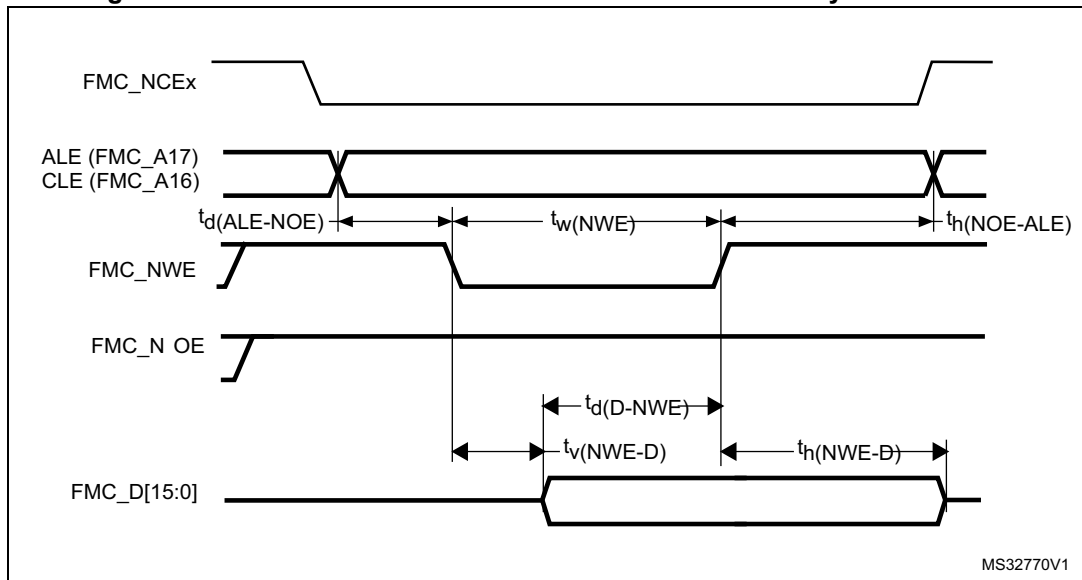 FMC_NCEx
ALE (FMC_A17)
CLE (FMC_A16)
td(ALE-NOE)
tw(NWE)
th(NOE-ALE)
FMC_NWE
FMC_N OE
td(D-NWE)
tv(NWE-D)
th(NWE-D)
FMC_D[15:0]
MS32770V1